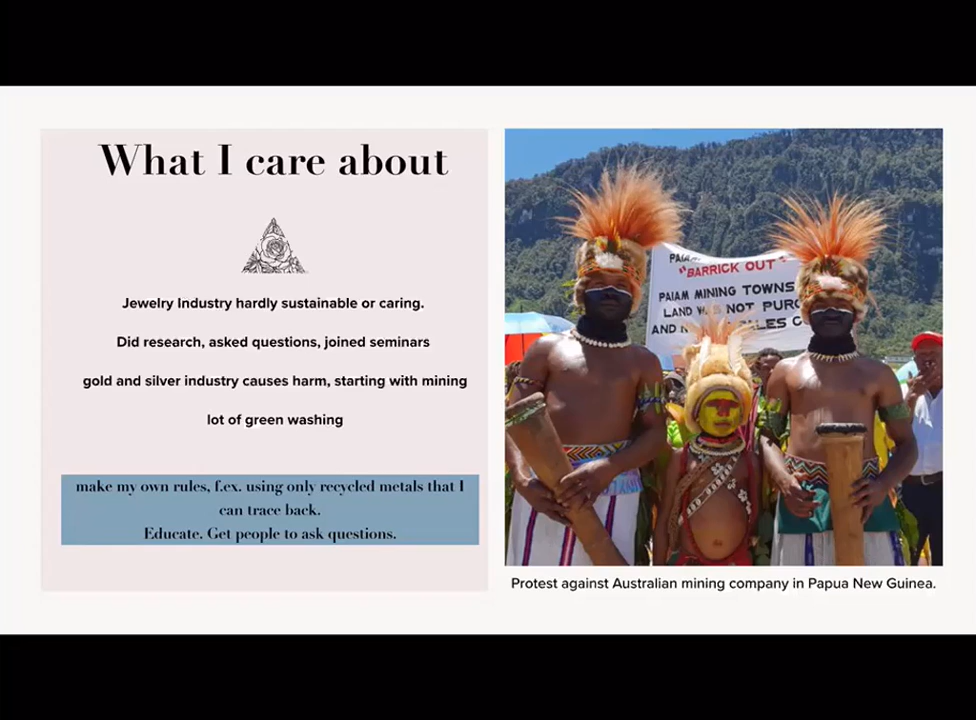 What I care about
Jewelry Industry hardly sustainable or caring.
Did research, asked questions, joined seminars
gold and silver industry causes harm, starting with mining
lot of green washing
make my own rules, f.ex. using only recycled metals that I
can trace back.
Educate. Get people to ask questions.
"BARRICK OUT"
PAIAM MINING TOWNS
LAND
NOT
AND
Protest against Australian mining company in Papua New Guinea.